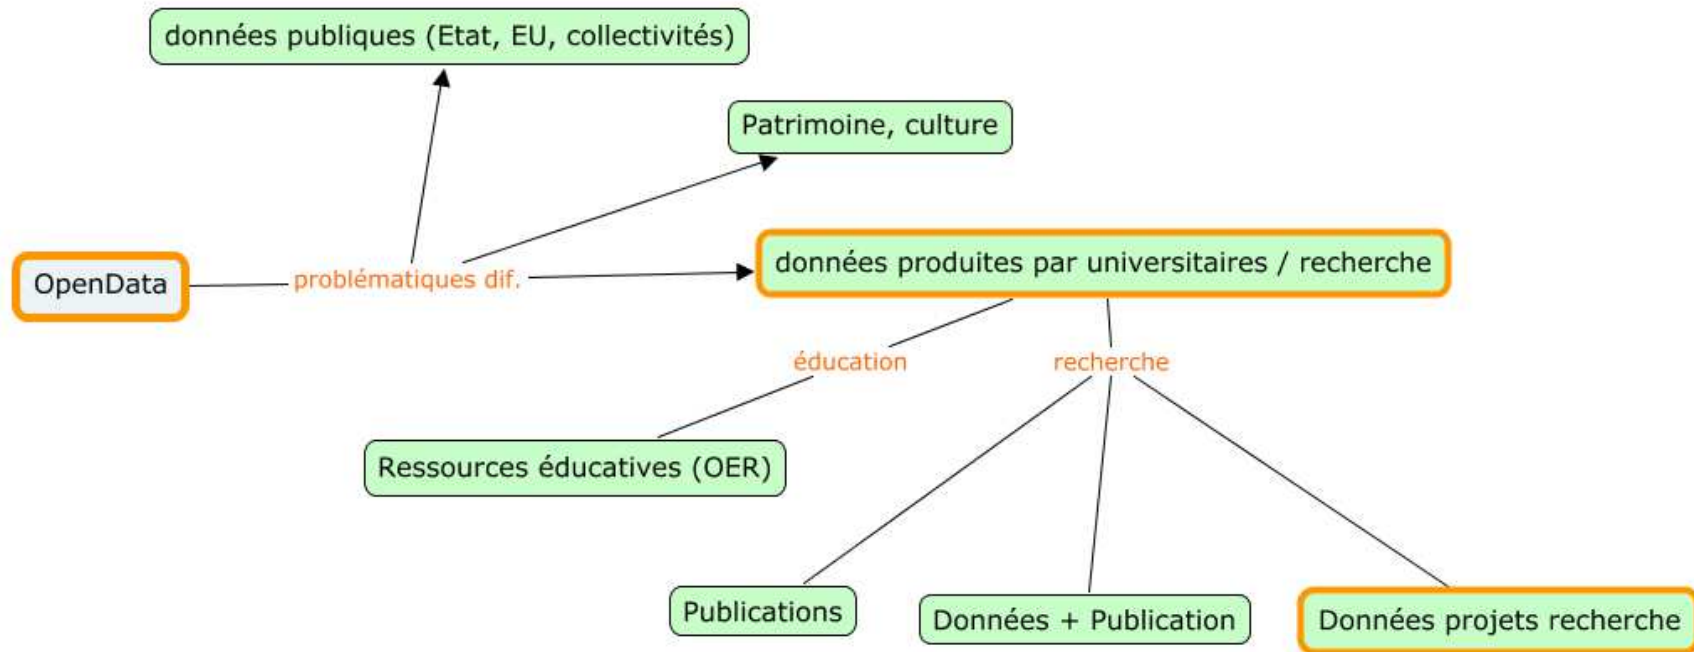 données publiques (Etat, EU, collectivités)
Patrimoine, culture
OpenData
problématiques dif.
données produites par universitaires / recherche
éducation
recherche
Ressources éducatives (OER)
Publications
Données + Publication
Données projets recherche